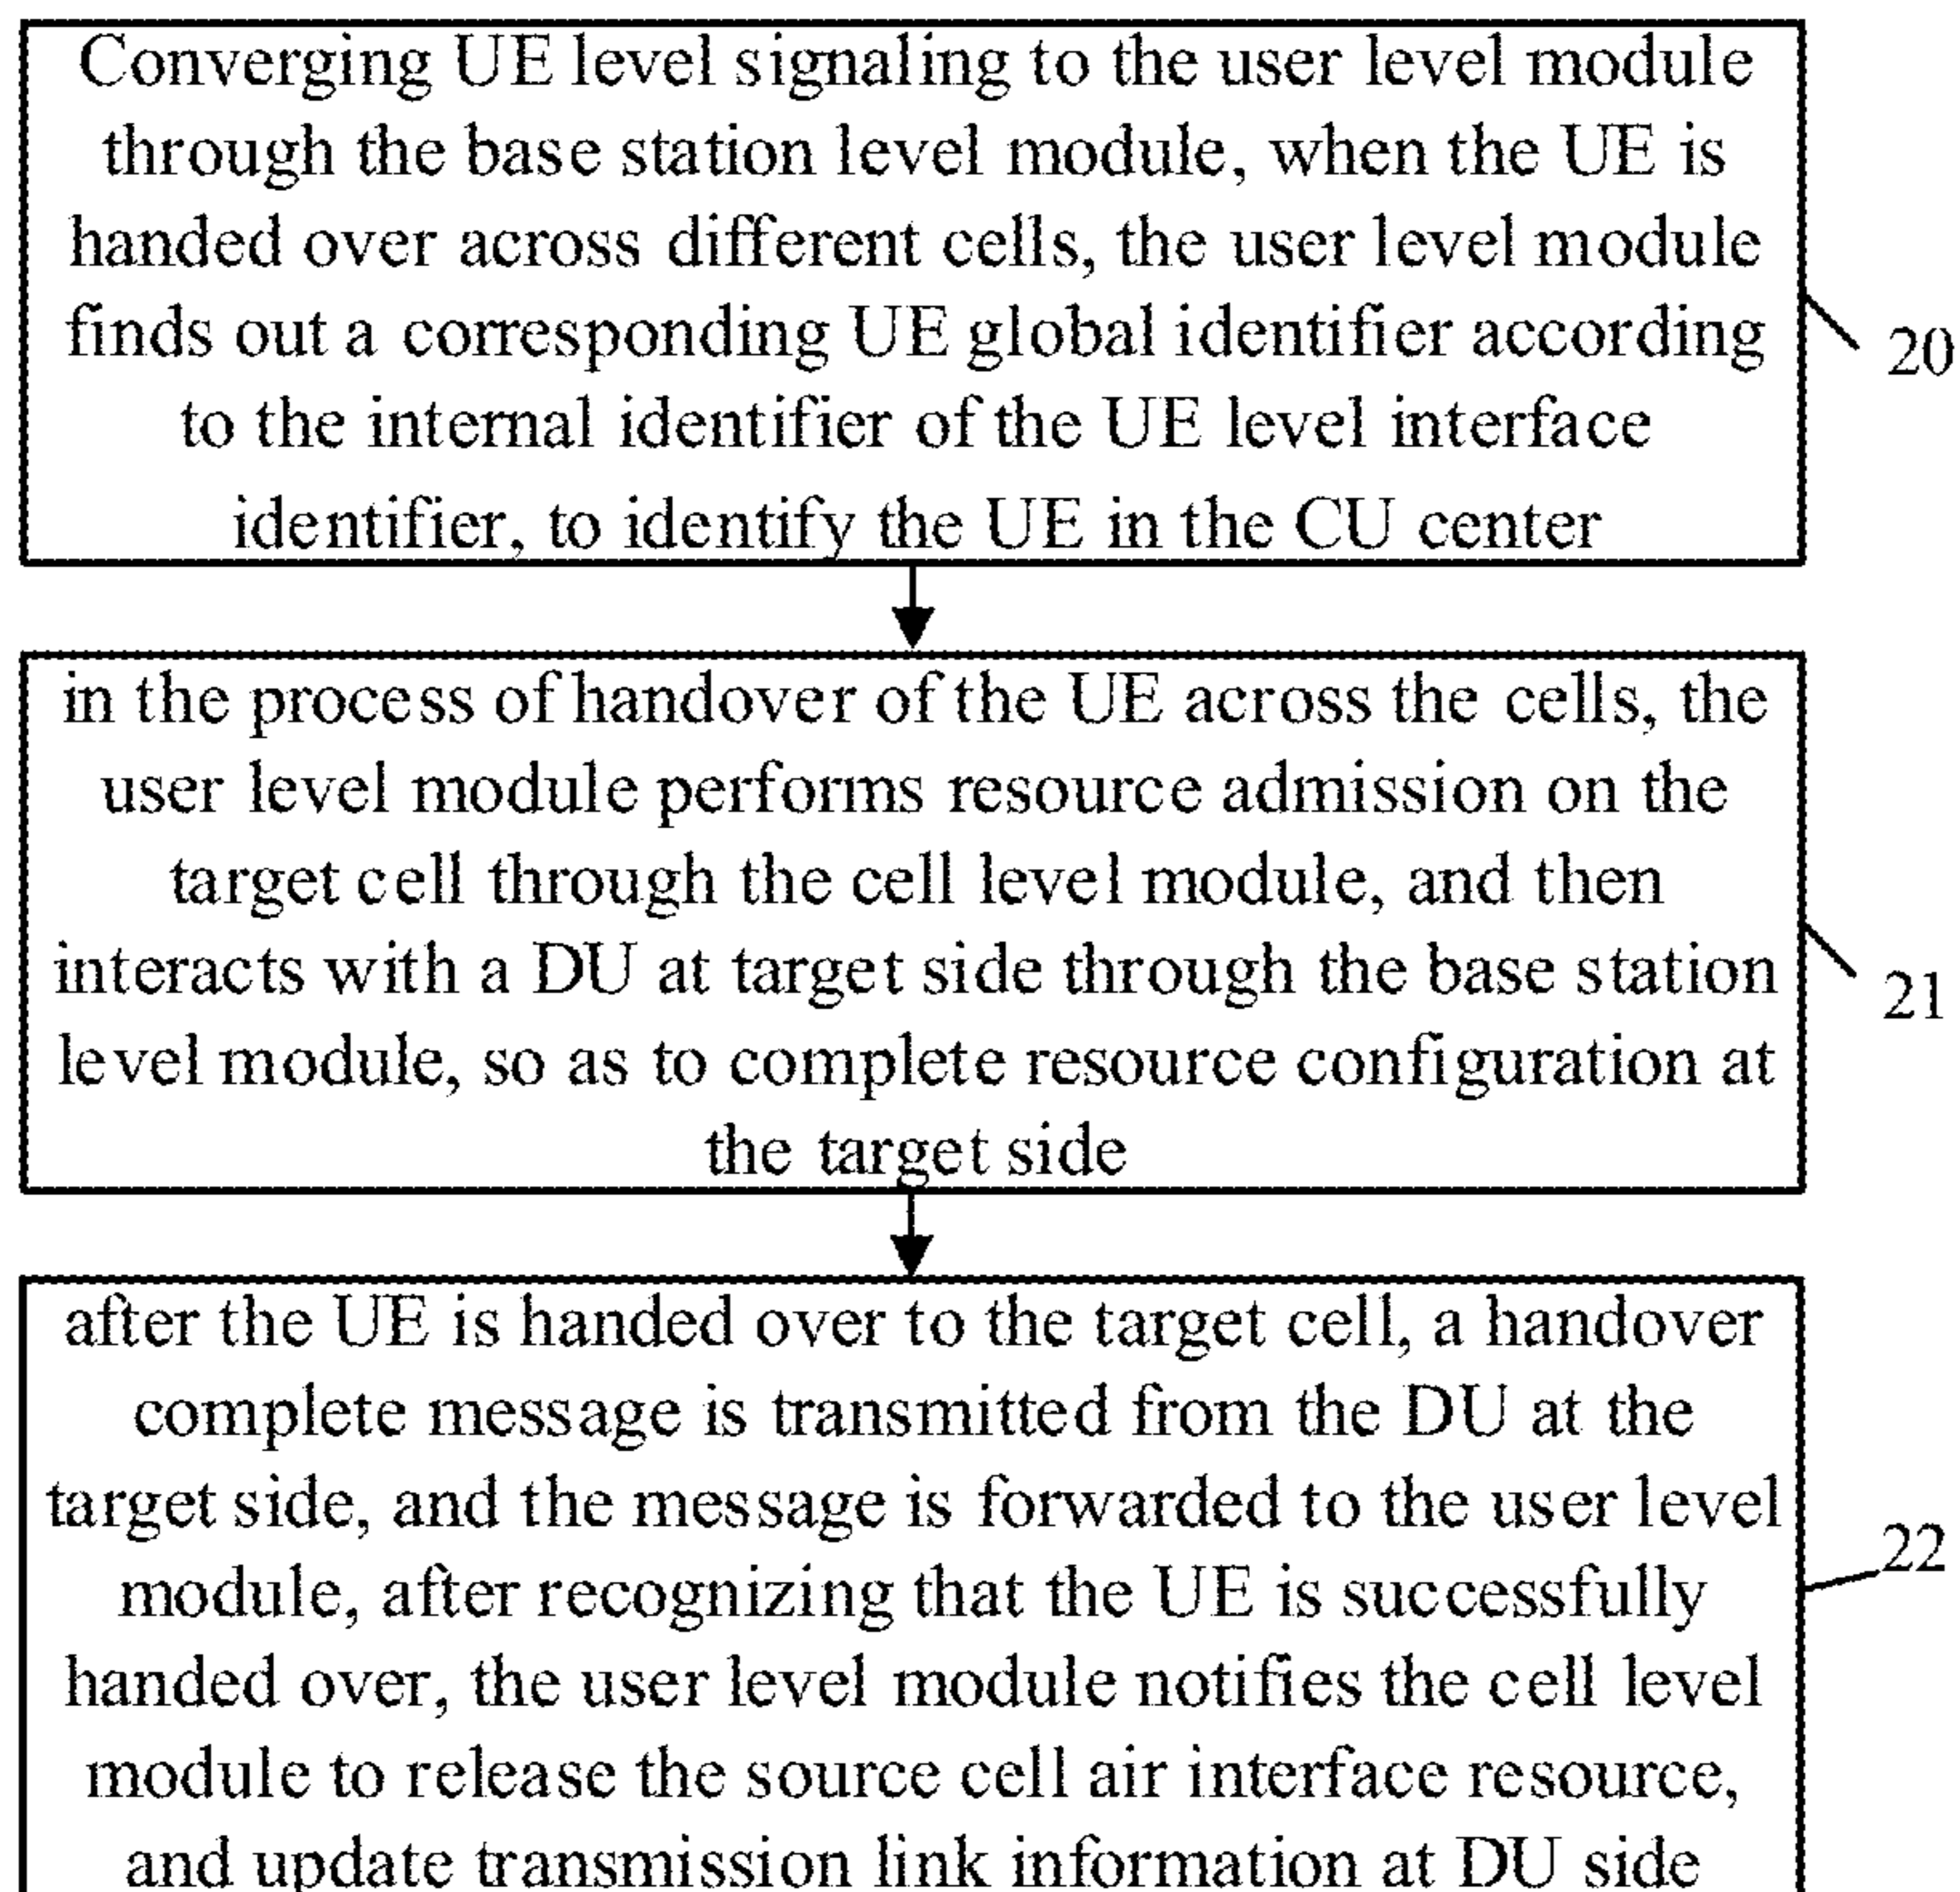 Converging UE level signaling to the user level module
through the base station level module, when the UE is
handed over across different cells, the user level module
finds out a corresponding UE global identifier according
to the internal identifier of the UE level interface
identifier, to identify the UE in the CU center
20
in the process of handover of the UE across the cells, the
user level module performs resource admission on the
target cell through the cell level module, and then
interacts with a DU at target side through the base station
level module, so as to complete resource configuration at
the target side
21
after the UE is handed over to the target cell, a handover
complete message is transmitted from the DU at the
target side, and the message is forwarded to the user level
module, after recognizing that the UE is successfully
handed over, the user level module notifies the cell level
module to release the source cell air interface resource,
and update transmission link information at DU side
22